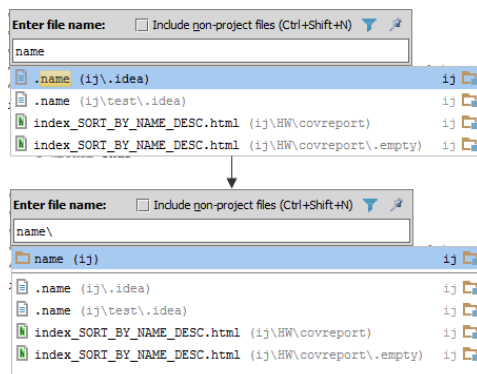 Enter file name: Include non-project files (Ctrl+Shift+N)
name
.name (ij\.idea) ij
.name (ij\test\.idea) ij
index_SORT_BY_NAME_DESC.html (ij\HW\covreport) ij
index_SORT_BY_NAME_DESC.html (ij\HW\covreport\.empty) ij
Enter file name: Include non-project files (Ctrl+Shift+N)
name\
name (ij) ij
.name (ij\.idea) ij
.name (ij\test\.idea) ij
index_SORT_BY_NAME_DESC.html (ij\HW\covreport) ij
index_SORT_BY_NAME_DESC.html (ij\HW\covreport\.empty) ij